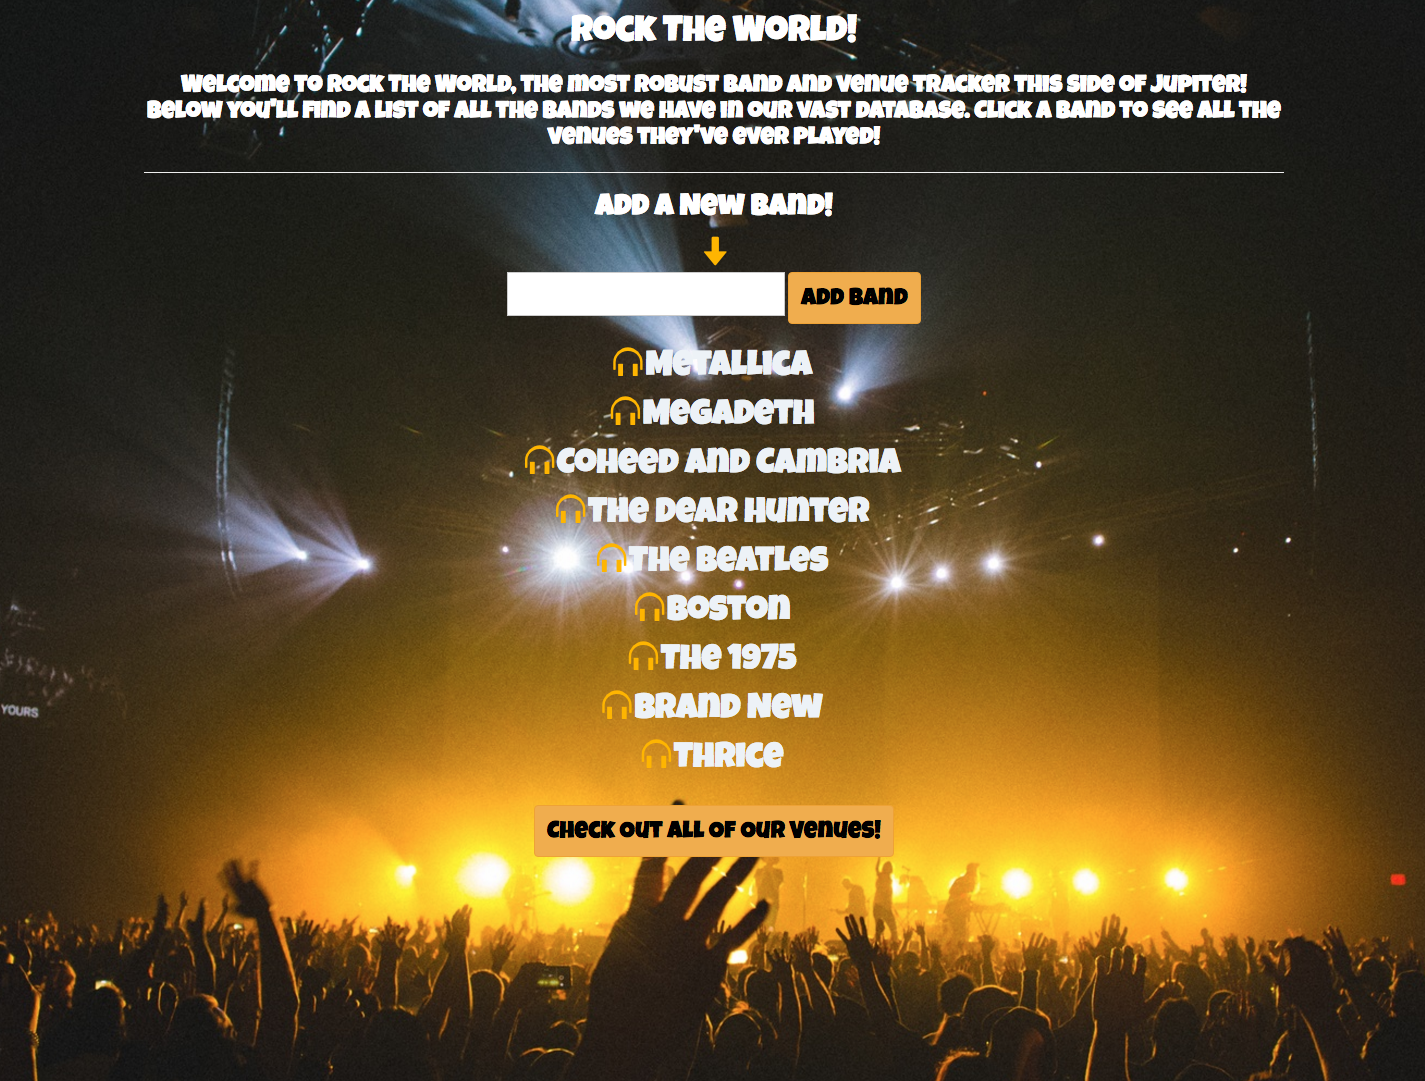 Rock the World!
Welcome to Rock the World, the most robust band and venue tracker this side of Jupiter!
Below you'll find a list of all the bands we have in our vast database. Click a band to see all the
venues they've ever played!
Add a new band!
Add Band
Metallica
Megadeth
Coheed and Cambria
The Dear Hunter
The Beatles
Boston
The 1975
Brand New
Thrice
YOURS
Check out all of our venues!